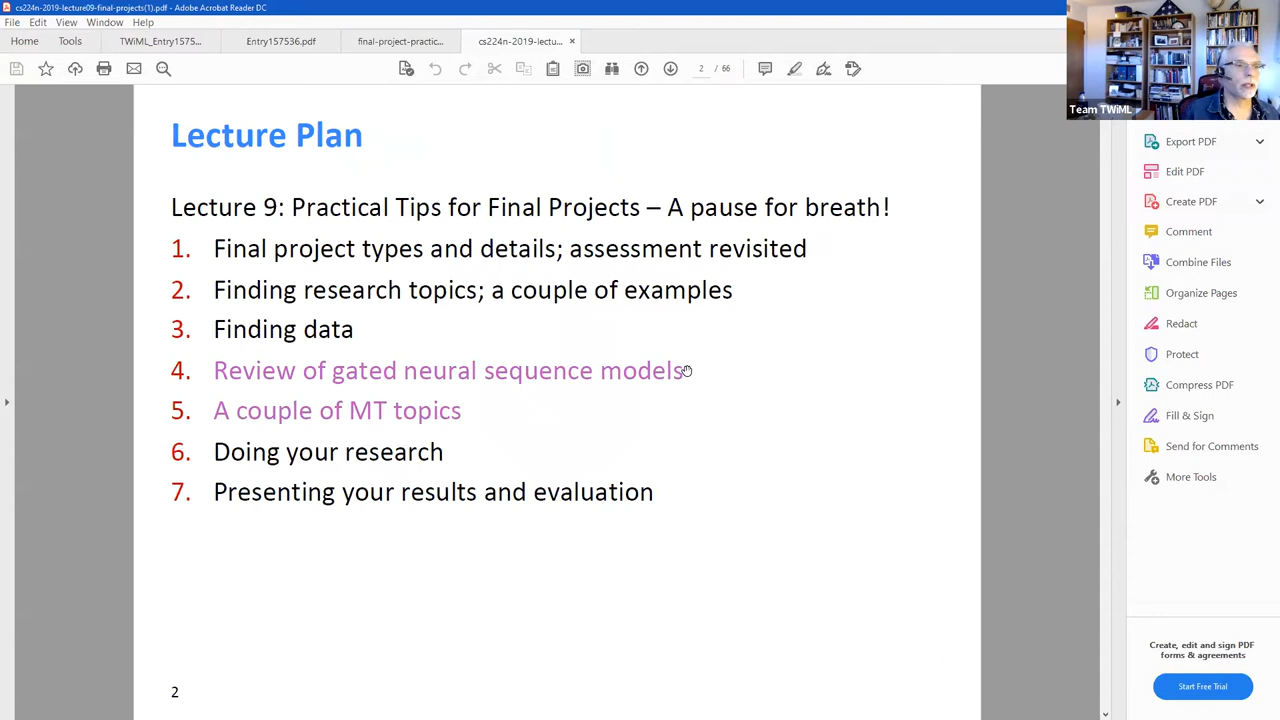 cs224n-2019-lecture09-final-projects(1).pdf - Adobe Acrobat Reader DC
File Edit View Window Help
Home Tools TWiML_Entry1575... Entry157536.pdf final-project-practic... cs224n-2019-lectu... ×
2 / 66
Team TWiML
Lecture Plan
Lecture 9: Practical Tips for Final Projects – A pause for breath!
1. Final project types and details; assessment revisited
2. Finding research topics; a couple of examples
3. Finding data
4. Review of gated neural sequence models
5. A couple of MT topics
6. Doing your research
7. Presenting your results and evaluation
2
Export PDF
Edit PDF
Create PDF
Comment
Combine Files
Organize Pages
Redact
Protect
Compress PDF
Fill & Sign
Send for Comments
More Tools
Create, edit and sign PDF
forms & agreements
Start Free Trial